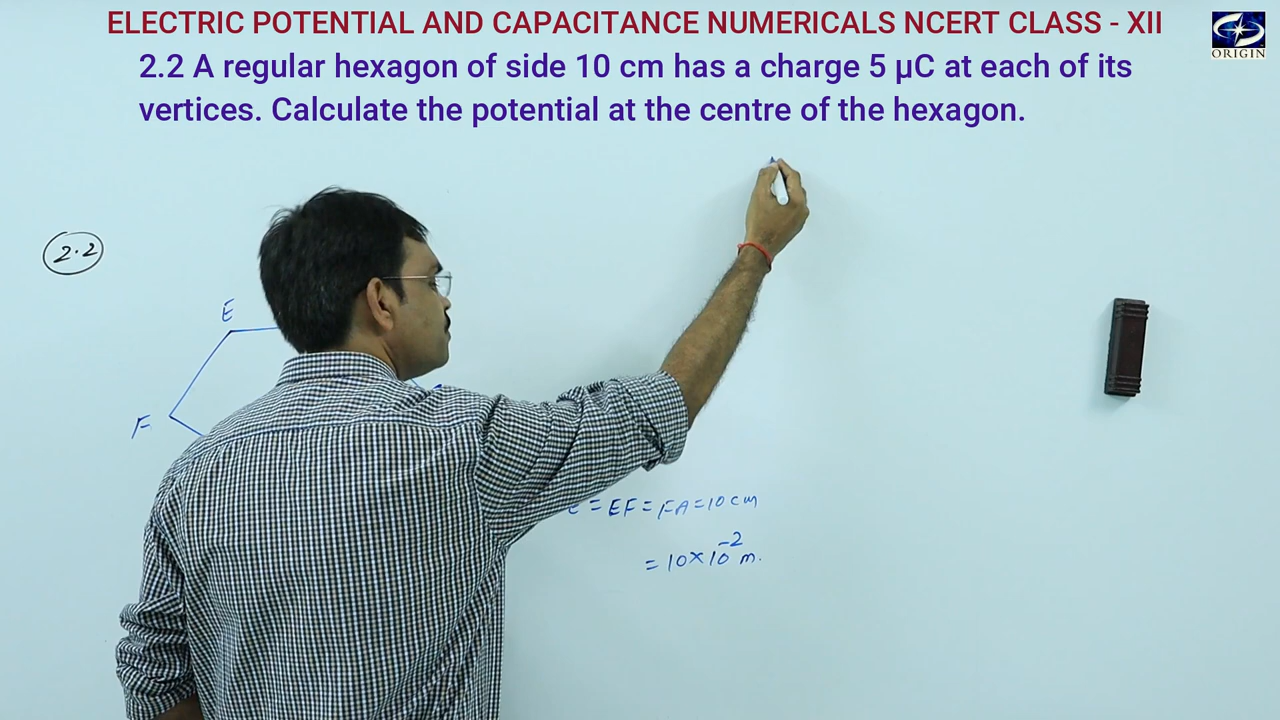 ELECTRIC POTENTIAL AND CAPACITANCE NUMERICALS NCERT CLASS - XII
ORIGIN
2.2 A regular hexagon of side 10 cm has a charge 5 µC at each of its
vertices. Calculate the potential at the centre of the hexagon.
2.2
E
F
= EF = FA = 10 cm
= 10 × 10⁻² m.